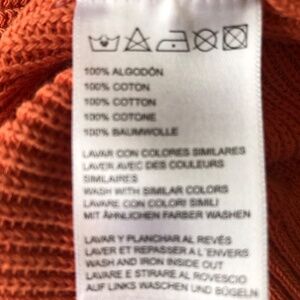 100% ALGODÓN
100% COTON
100% COTTON
100% COTONE
100% BAUMWOLLE
LAVAR CON COLORES SIMILARES
LAVER AVEC DES COULEURS
SIMILAIRES
WASH WITH SIMILAR COLORS
LAVARE CON COLORI SIMILI
MIT ÄHNLICHEN FARBEN WASHEN
LAVAR Y PLANCHAR AL REVÉS
LAVER ET REPASSER A L'ENVERS
WASH AND IRON INSIDE OUT
LAVARE E STIRARE AL ROVESCIO
AUF LINKS WASCHEN UND BÜGELN